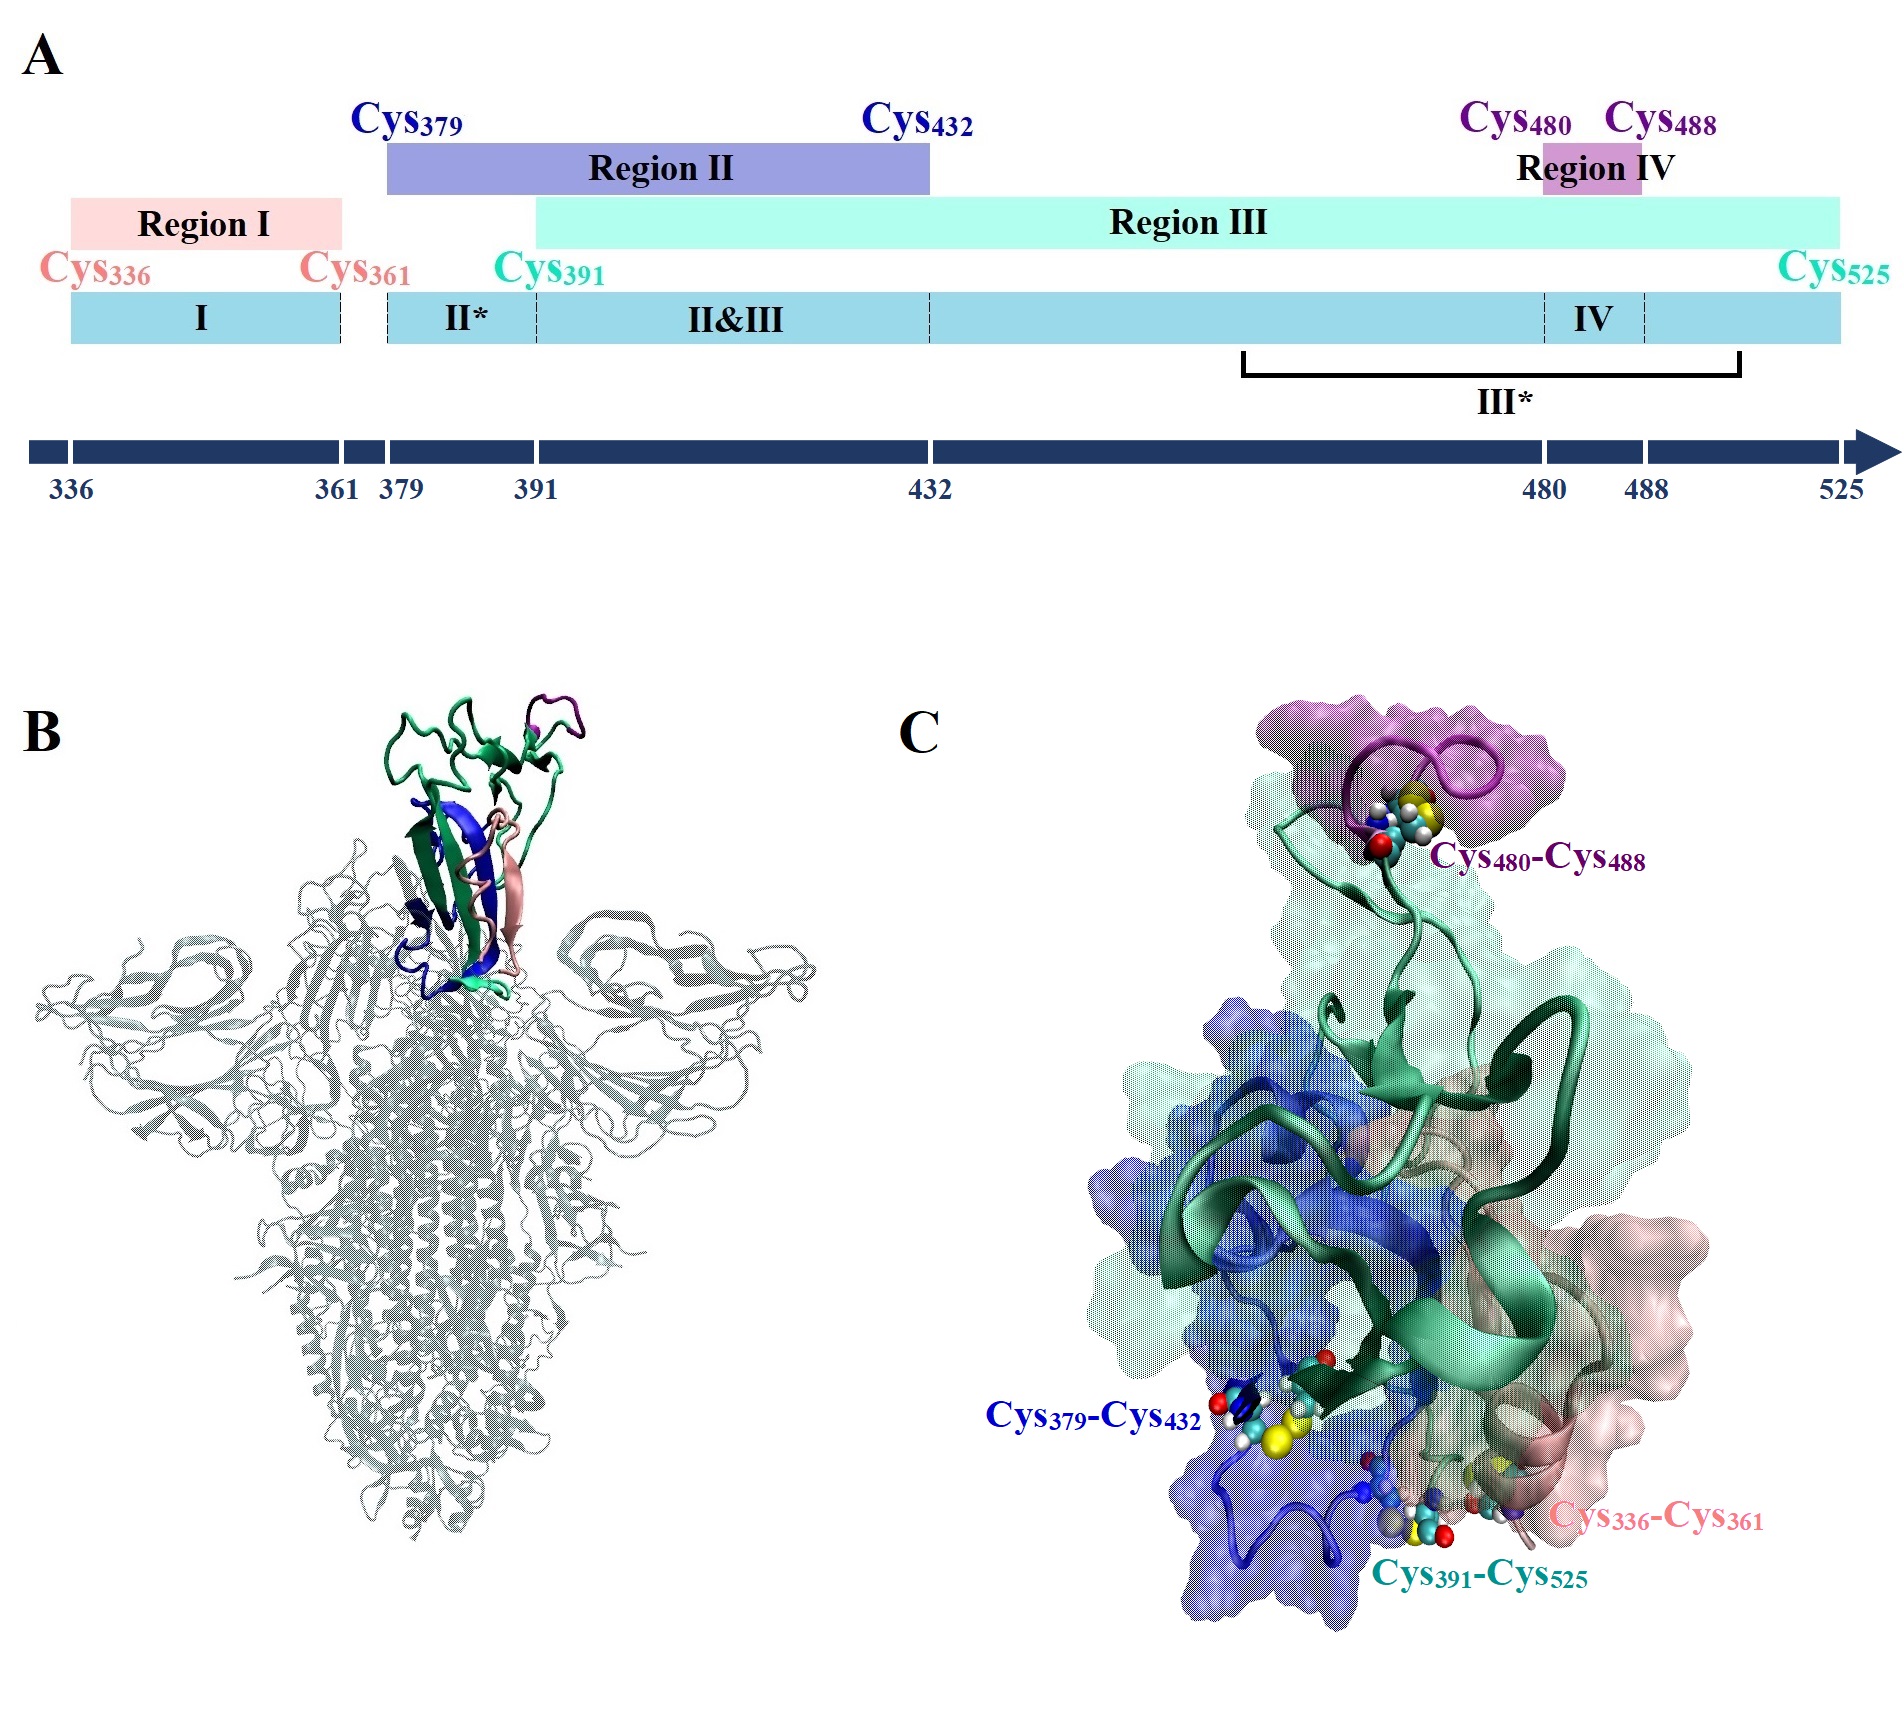 A
Cys379 Cys432 Cys480 Cys488
Region II Region IV
Region I Region III
Cys336 Cys361 Cys391 Cys525
I II* II&III IV
III*
336 361 379 391 432 480 488 525
B C
Cys480-Cys488
Cys379-Cys432
Cys336-Cys361
Cys391-Cys525